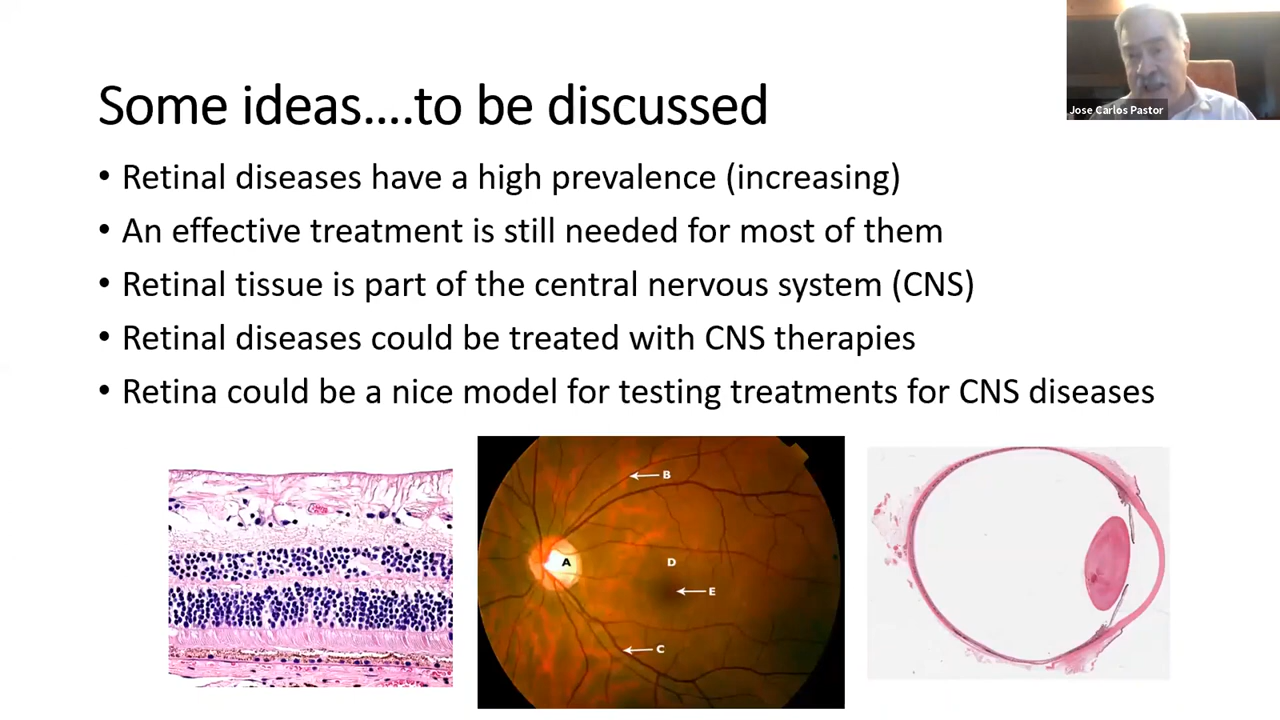 Jose Carlos Pastor
Some ideas....to be discussed
• Retinal diseases have a high prevalence (increasing)
• An effective treatment is still needed for most of them
• Retinal tissue is part of the central nervous system (CNS)
• Retinal diseases could be treated with CNS therapies
• Retina could be a nice model for testing treatments for CNS diseases
B
A
D
E
C